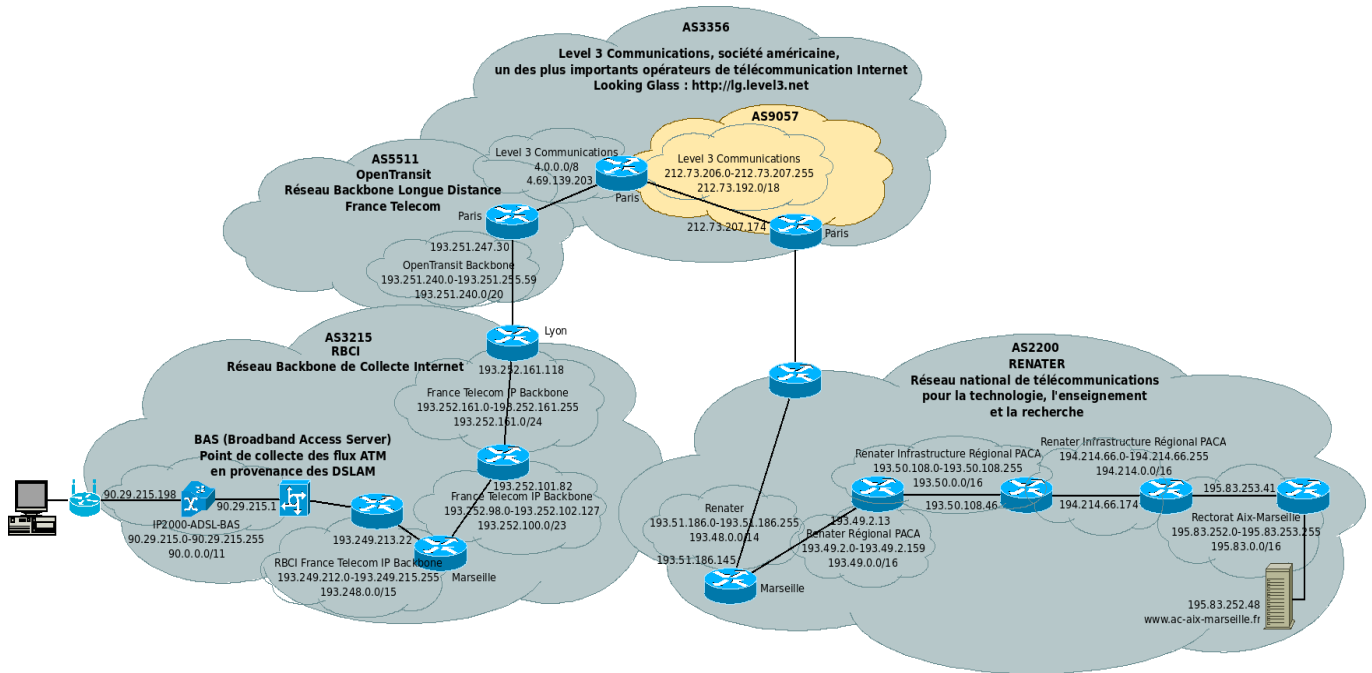 AS3356
Level 3 Communications, société américaine,
un des plus importants opérateurs de télécommunication Internet
Looking Glass : http://lg.level3.net
AS9057
Level 3 Communications
212.73.206.0-212.73.207.255
212.73.192.0/18
Level 3 Communications
4.0.0.0/8
4.69.139.203
Paris
212.73.207.174
Paris
AS5511
OpenTransit
Réseau Backbone Longue Distance
France Telecom
Paris
193.251.247.30
OpenTransit Backbone
193.251.240.0-193.251.255.59
193.251.240.0/20
AS3215
RBCI
Réseau Backbone de Collecte Internet
Lyon
193.252.161.118
France Telecom IP Backbone
193.252.161.0-193.252.161.255
193.252.161.0/24
BAS (Broadband Access Server)
Point de collecte des flux ATM
en provenance des DSLAM
193.252.101.82
France Telecom IP Backbone
193.252.98.0-193.252.102.127
193.252.100.0/23
90.29.215.198
90.29.215.1
IP2000-ADSL-BAS
90.29.215.0-90.29.215.255
90.0.0.0/11
193.249.213.22
Marseille
RBCI France Telecom IP Backbone
193.249.212.0-193.249.215.255
193.248.0.0/15
AS2200
RENATER
Réseau national de télécommunications
pour la technologie, l'enseignement
et la recherche
Renater
193.51.186.0-193.51.186.255
193.48.0.0/14
193.51.186.145
Marseille
193.49.2.13
Renater Régional PACA
193.49.2.0-193.49.2.159
193.49.0.0/16
Renater Infrastructure Régional PACA
193.50.108.0-193.50.108.255
193.50.0.0/16
193.50.108.46
Renater Infrastructure Régional PACA
194.214.66.0-194.214.66.255
194.214.0.0/16
194.214.66.174
195.83.253.41
Rectorat Aix-Marseille
195.83.252.0-195.83.253.255
195.83.0.0/16
195.83.252.48
www.ac-aix-marseille.fr